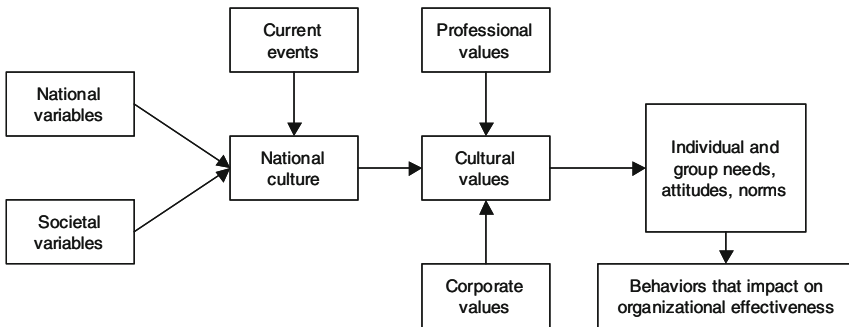 Current
events
Professional
values
National
variables
National
culture
Cultural
values
Individual and
group needs,
attitudes, norms
Societal
variables
Corporate
values
Behaviors that impact on
organizational effectiveness